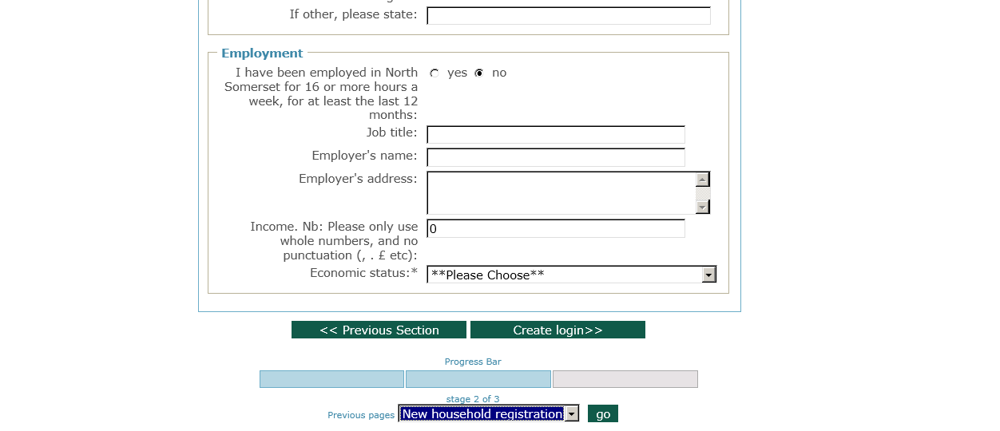 If other, please state:
Employment
I have been employed in North
Somerset for 16 or more hours a
week, for at least the last 12
months:
yes no
Job title:
Employer's name:
Employer's address:
Income. Nb: Please only use
whole numbers, and no
punctuation (, . £ etc):
0
Economic status:*
**Please Choose**
<< Previous Section
Create login>>
Progress Bar
stage 2 of 3
Previous pages New household registration go